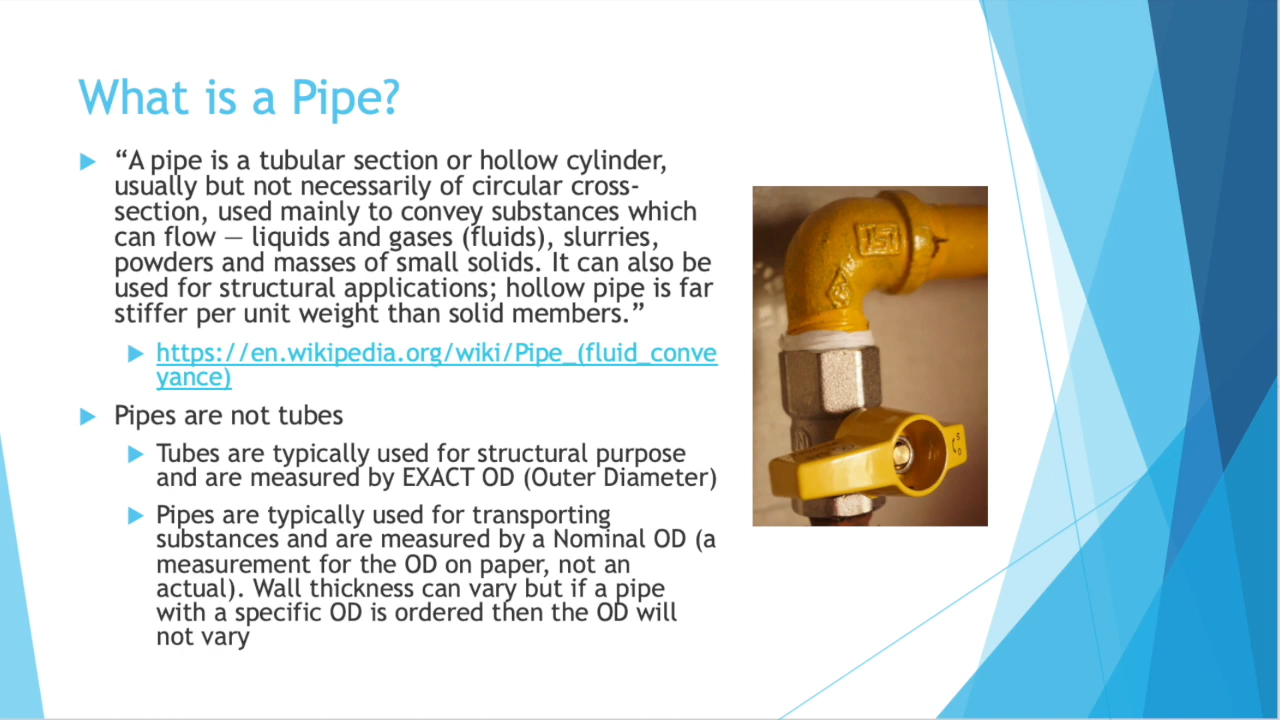 What is a Pipe?
“A pipe is a tubular section or hollow cylinder,
usually but not necessarily of circular cross-
section, used mainly to convey substances which
can flow — liquids and gases (fluids), slurries,
powders and masses of small solids. It can also be
used for structural applications; hollow pipe is far
stiffer per unit weight than solid members.”
https://en.wikipedia.org/wiki/Pipe_(fluid_conve
yance)
Pipes are not tubes
Tubes are typically used for structural purpose
and are measured by EXACT OD (Outer Diameter)
Pipes are typically used for transporting
substances and are measured by a Nominal OD (a
measurement for the OD on paper, not an
actual). Wall thickness can vary but if a pipe
with a specific OD is ordered then the OD will
not vary